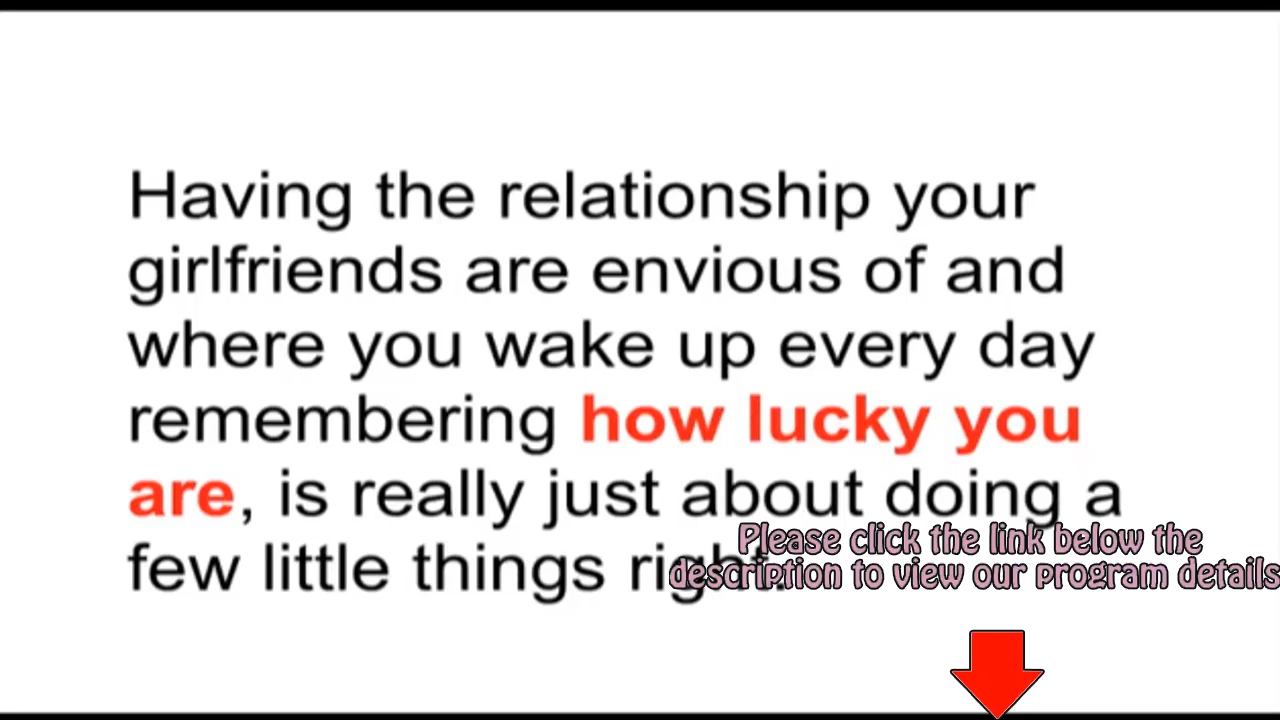 Having the relationship your
girlfriends are envious of and
where you wake up every day
remembering how lucky you
are, is really just about doing a
few little things right.
Please click the link below the
description to view our program details